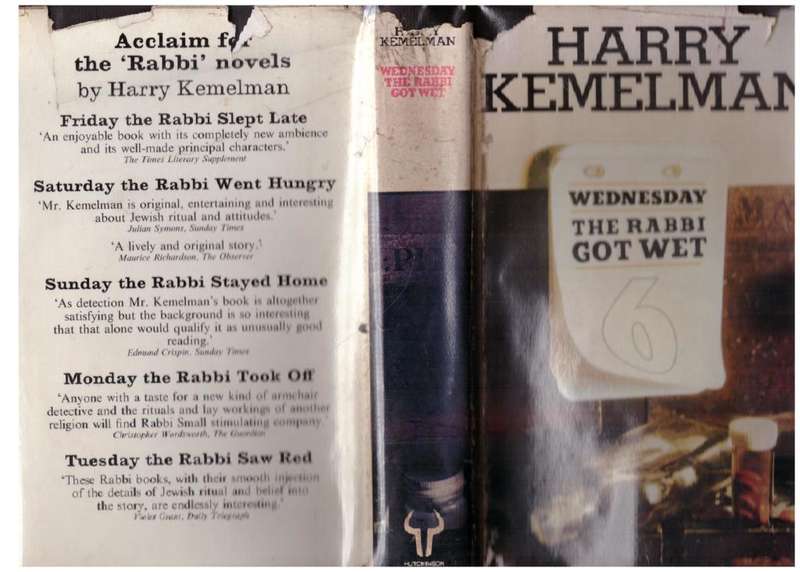 Acclaim for
the 'Rabbi' novels
by Harry Kemelman
Friday the Rabbi Slept Late
'An enjoyable book with its completely new ambience
and its well-made principal characters.'
The Times Literary Supplement
Saturday the Rabbi Went Hungry
'Mr. Kemelman is original, entertaining and interesting
about Jewish ritual and attitudes.'
Julian Symons, Sunday Times
'A lively and original story.'
Maurice Richardson, The Observer
Sunday the Rabbi Stayed Home
'As detection Mr. Kemelman's book is altogether
satisfying but the background is so interesting
that that alone would qualify it as unusually good
reading.'
Edmund Crispin, Sunday Times
Monday the Rabbi Took Off
'Anyone with a taste for a new kind of armchair
detective and the rituals and lay workings of another
religion will find Rabbi Small stimulating company.'
Christopher Wordsworth, The Guardian
Tuesday the Rabbi Saw Red
'These Rabbi books, with their smooth injection
of the details of Jewish ritual and belief into
the story, are endlessly interesting.'
Violet Grant, Daily Telegraph
HARRY
KEMELMAN
WEDNESDAY
THE RABBI
GOT WET
HUTCHINSON
HARRY
KEMELMAN
WEDNESDAY
THE RABBI
GOT WET
6